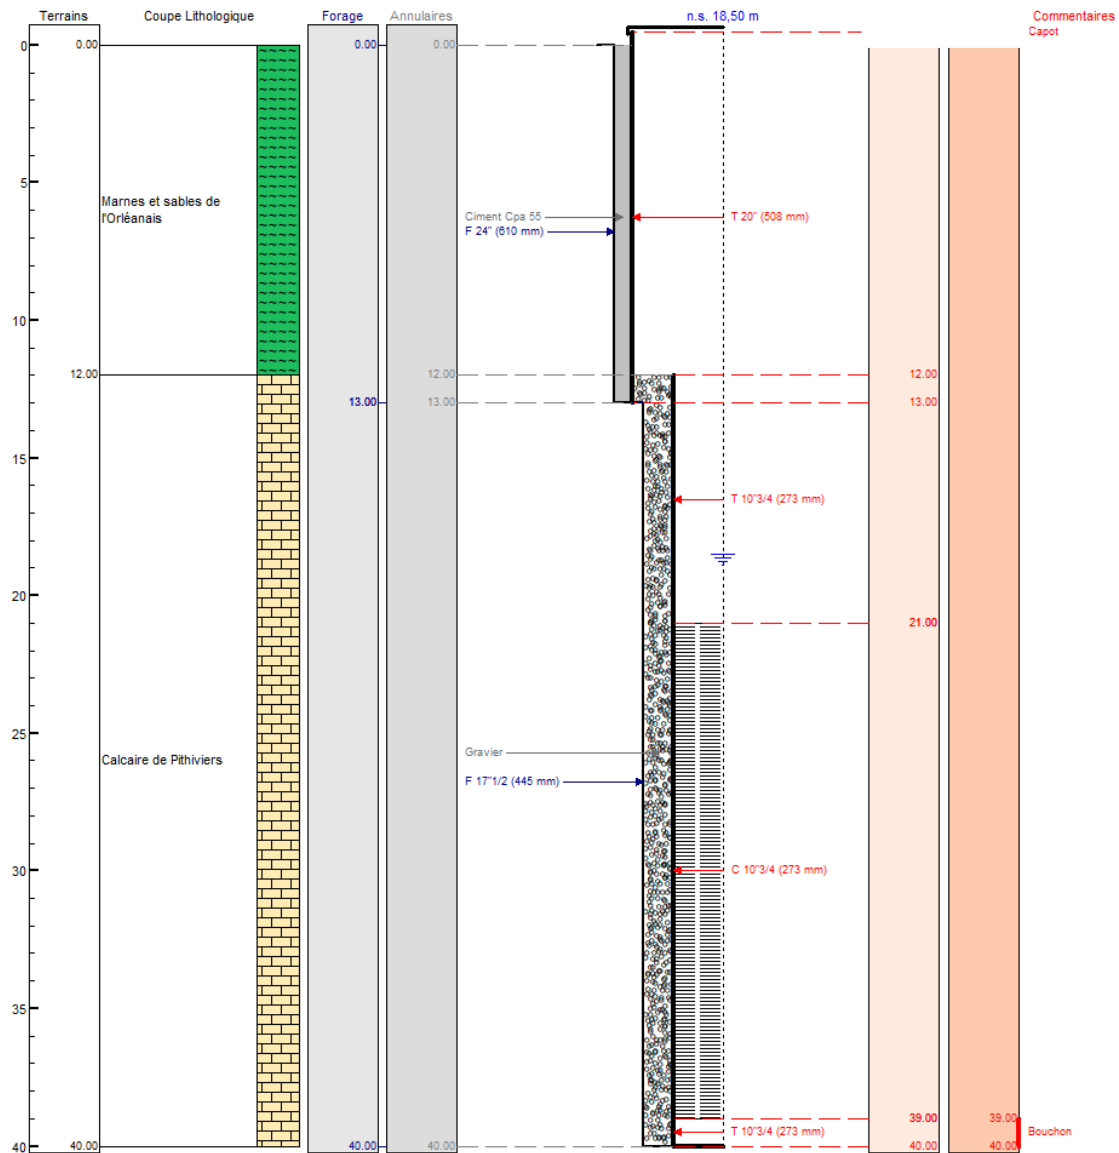 Terrains Coupe Lithologique Forage Annulaires n.s. 18,50 m Commentaires
Capot
0 0.00 0.00 0.00
5
Marnes et sables de
l'Orléanais
Ciment Cpa 55 T 20" (508 mm)
F 24" (610 mm)
10
12.00 12.00 12.00
13.00 13.00 13.00
15
T 10"3/4 (273 mm)
20
21.00
25
Calcaire de Pithiviers Gravier
F 17"1/2 (445 mm)
30 C 10"3/4 (273 mm)
35
39.00 39.00
T 10"3/4 (273 mm) Bouchon
40 40.00 40.00 40.00 40.00 40.00